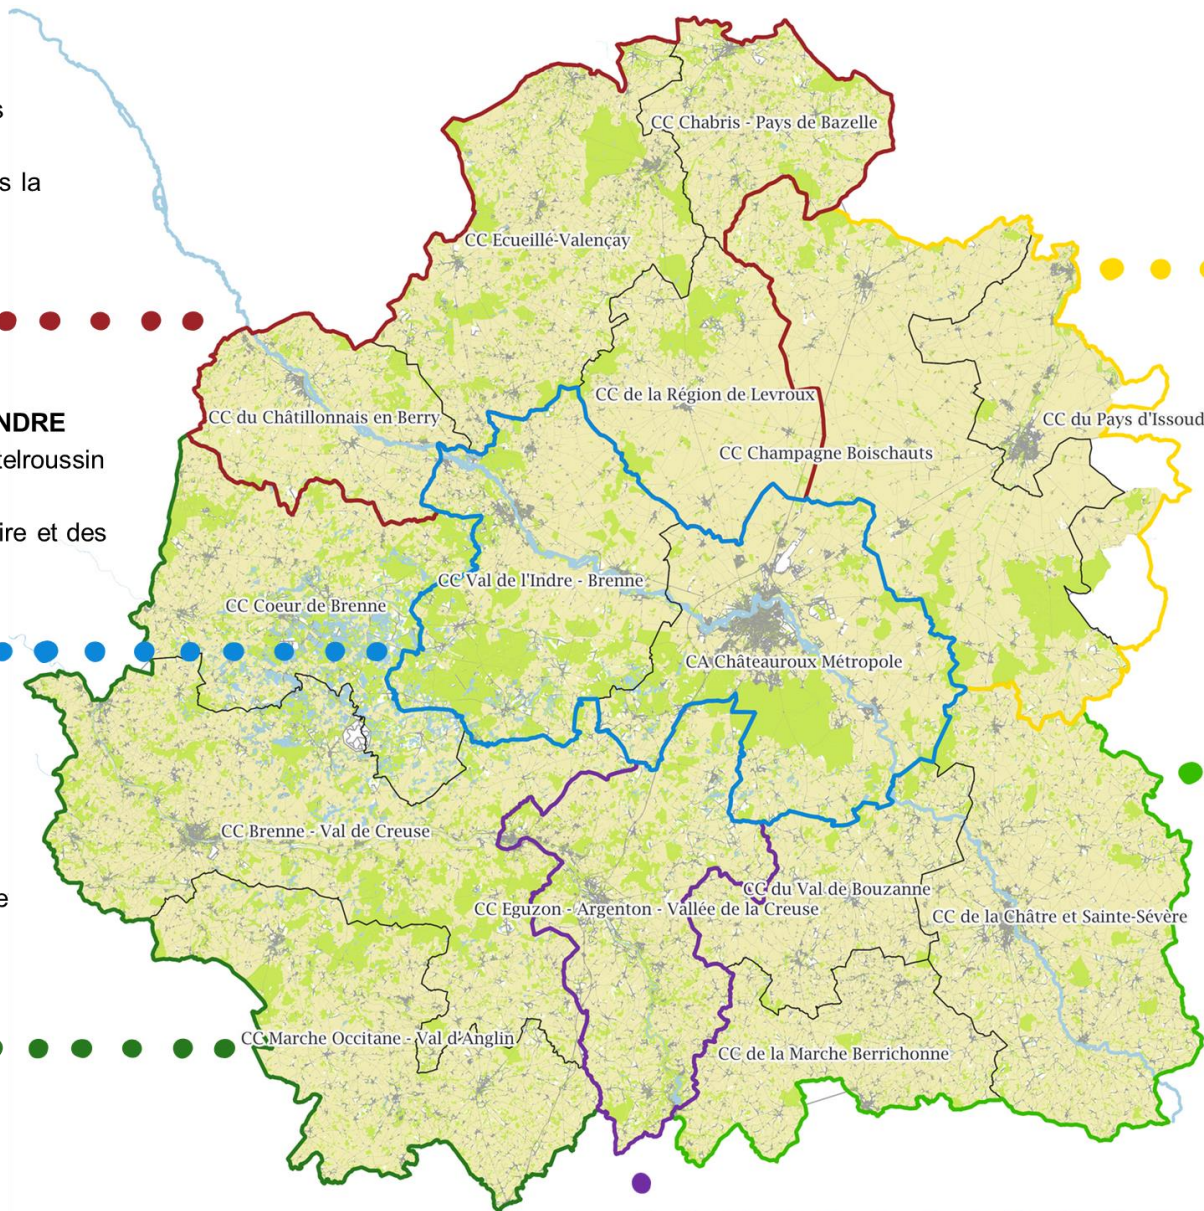 s
s la
NDRE
telroussin
ire et des
e
CC Chabris - Pays de Bazelle
CC Ecueillé-Valençay
CC de la Région de Levroux
CC du Châtillonnais en Berry
CC du Pays d'Issoud
CC Champagne Boischauts
CC Val de l'Indre - Brenne
CC Coeur de Brenne
CA Châteauroux Métropole
CC Brenne - Val de Creuse
CC du Val de Bouzanne
CC Eguzon - Argenton - Vallée de la Creuse
CC de la Châtre et Sainte-Sévère
CC Marche Occitane - Val d'Anglin
CC de la Marche Berrichonne